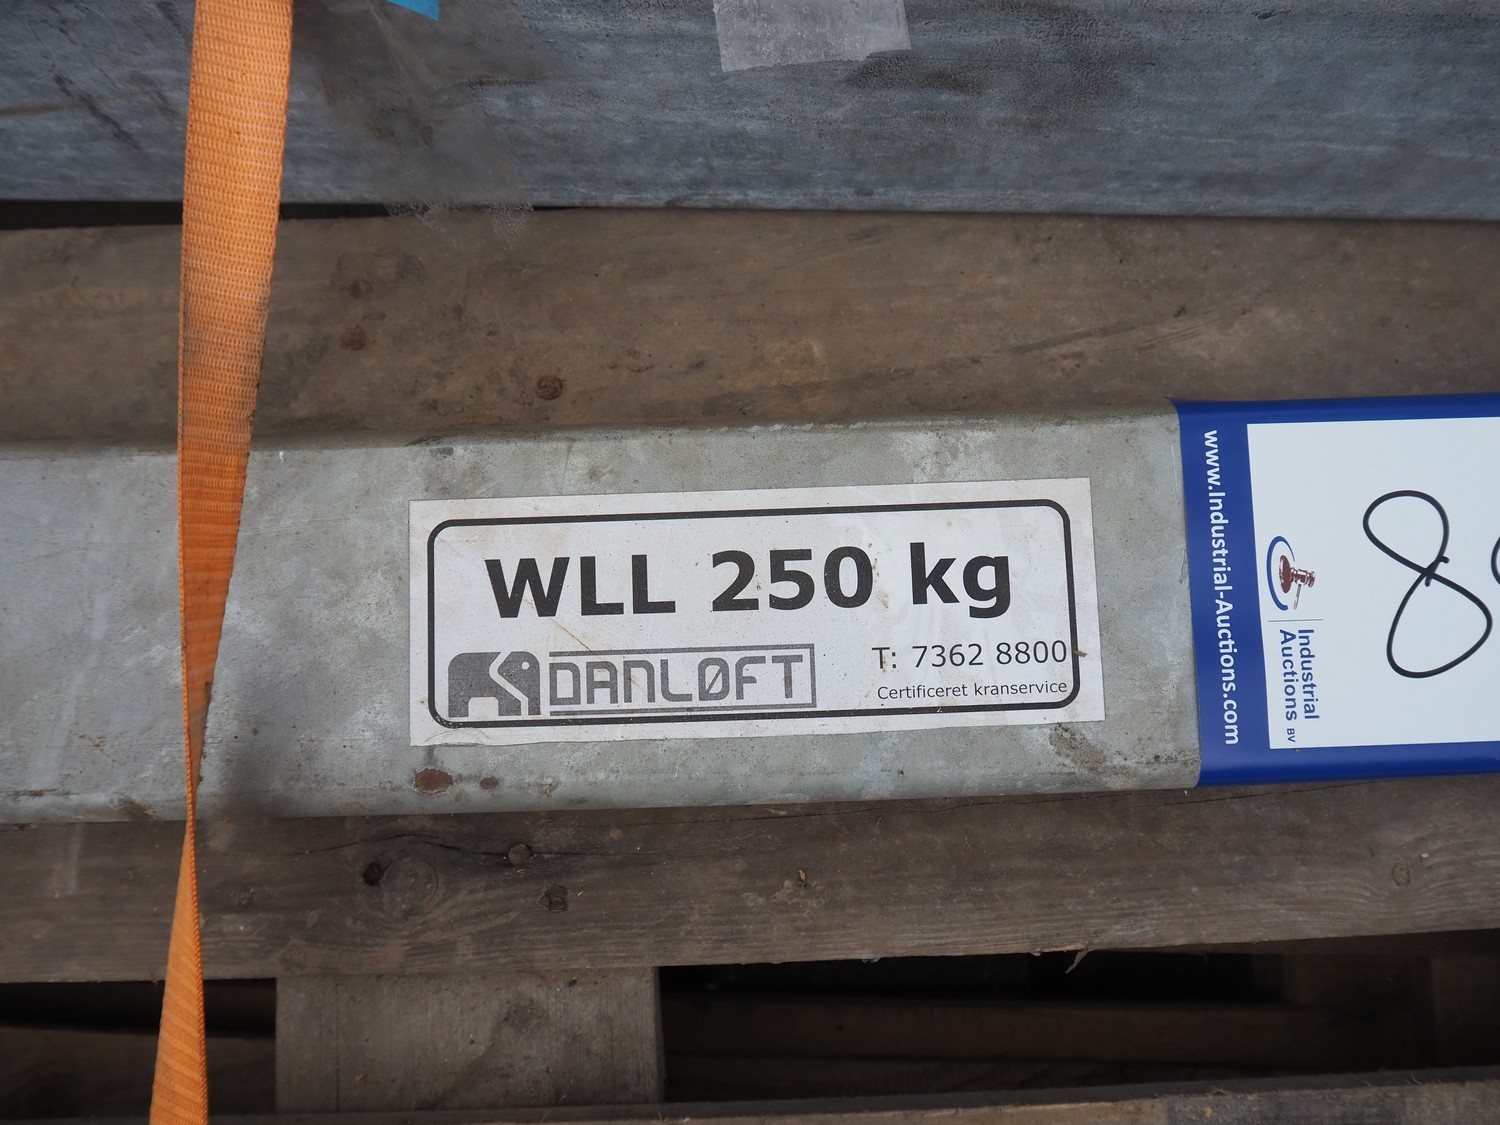 WLL 250 kg
DANLØFT
T: 7362 8800
Certificeret kranservice
www.Industrial-Auctions.com
Industrial
Auctions BV
8